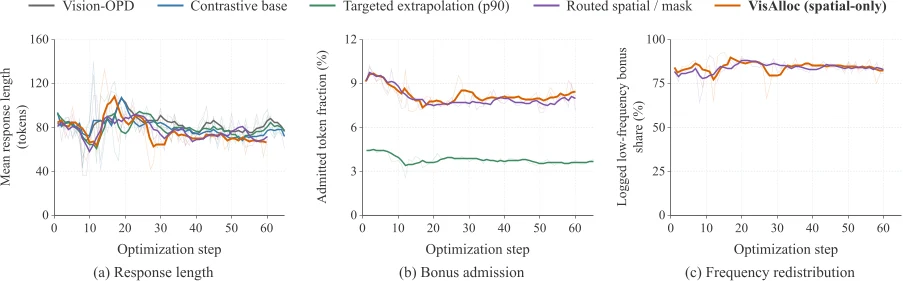 Vision-OPD Contrastive base Targeted extrapolation (p90) Routed spatial / mask VisAlloc (spatial-only)
Mean response length
(tokens)
160
120
80
40
0
0 10 20 30 40 50 60
Optimization step
(a) Response length
Admitted token fraction (%)
12
9
6
3
0
0 10 20 30 40 50 60
Optimization step
(b) Bonus admission
Logged low-frequency bonus
share (%)
100
75
50
25
0
0 10 20 30 40 50 60
Optimization step
(c) Frequency redistribution